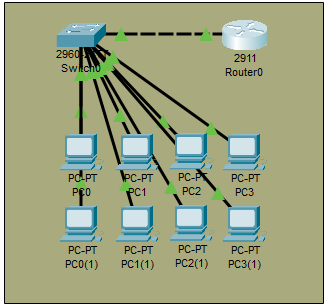 2960
Switch0
2911
Router0
PC-PT
PC0
PC-PT
PC1
PC-PT
PC2
PC-PT
PC3
PC-PT
PC0(1)
PC-PT
PC1(1)
PC-PT
PC2(1)
PC-PT
PC3(1)